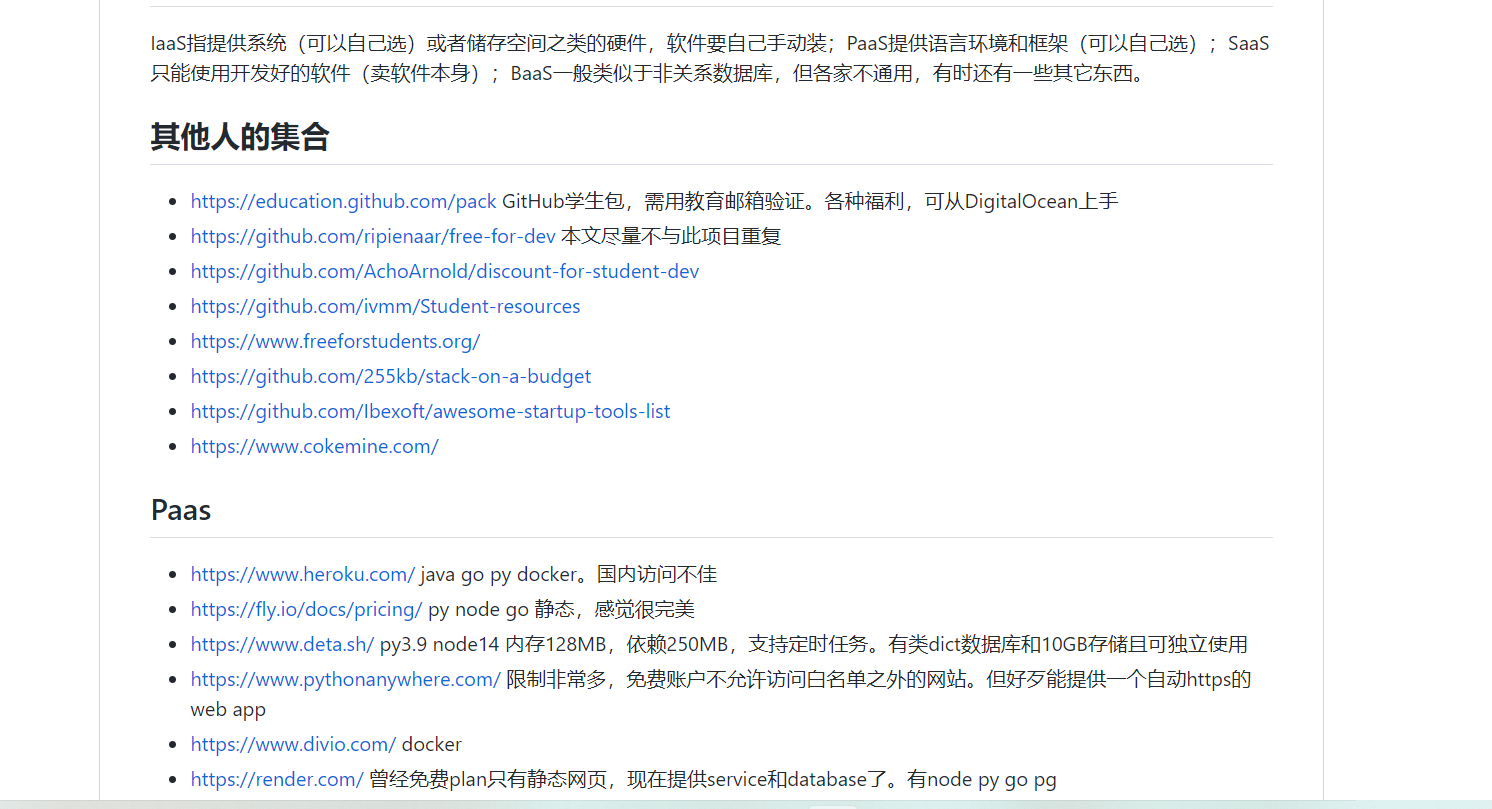 IaaS指提供系统（可以自己选）或者储存空间之类的硬件，软件要自己手动装；PaaS提供语言环境和框架（可以自己选）；SaaS
只能使用开发好的软件（卖软件本身）；BaaS一般类似于非关系数据库，但各家不通用，有时还有一些其它东西。
其他人的集合
https://education.github.com/pack GitHub学生包，需用教育邮箱验证。各种福利，可从DigitalOcean上手
https://github.com/ripienaar/free-for-dev 本文尽量不与此项目重复
https://github.com/AchoArnold/discount-for-student-dev
https://github.com/ivmm/Student-resources
https://www.freeforstudents.org/
https://github.com/255kb/stack-on-a-budget
https://github.com/Ibexoft/awesome-startup-tools-list
https://www.cokemine.com/
Paas
https://www.heroku.com/ java go py docker。国内访问不佳
https://fly.io/docs/pricing/ py node go 静态，感觉很完美
https://www.deta.sh/ py3.9 node14 内存128MB，依赖250MB，支持定时任务。有类dict数据库和10GB存储且可独立使用
https://www.pythonanywhere.com/ 限制非常多，免费账户不允许访问白名单之外的网站。但好歹能提供一个自动https的
web app
https://www.divio.com/ docker
https://render.com/ 曾经免费plan只有静态网页，现在提供service和database了。有node py go pg